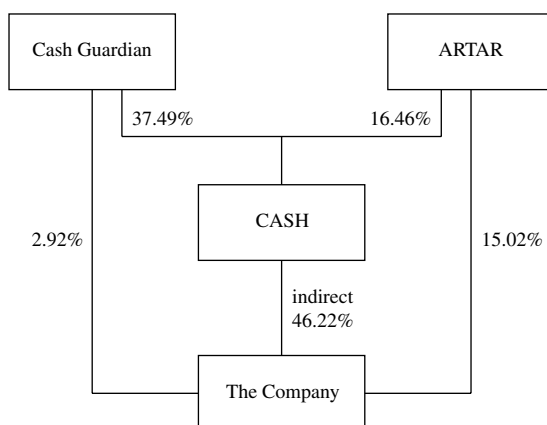 Cash Guardian
ARTAR
37.49%
16.46%
CASH
2.92%
15.02%
indirect
46.22%
The Company